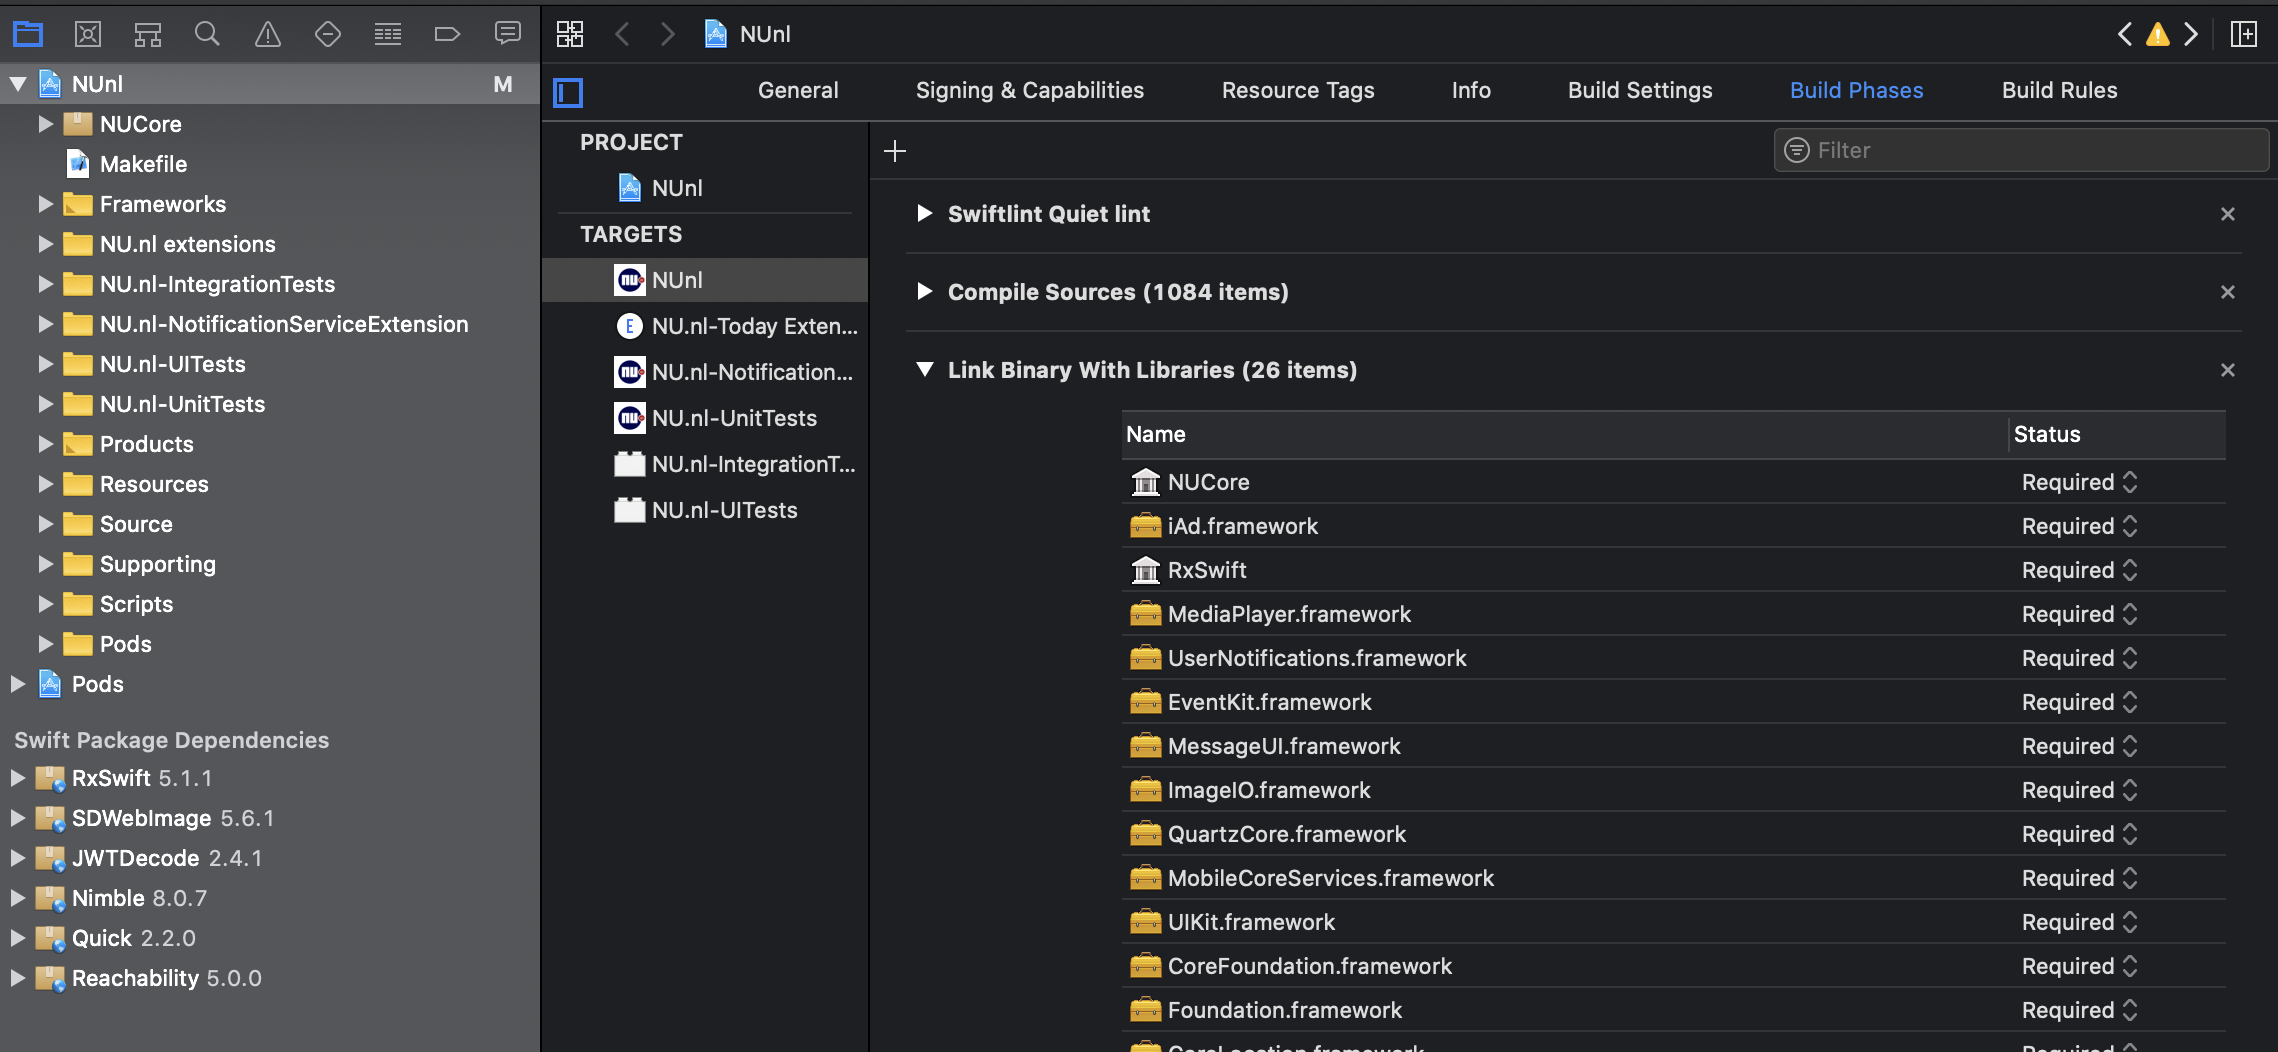 NUnl
NUnl M
General Signing & Capabilities Resource Tags Info Build Settings Build Phases Build Rules
NUCore
Makefile
Frameworks
NU.nl extensions
NU.nl-IntegrationTests
NU.nl-NotificationServiceExtension
NU.nl-UITests
NU.nl-UnitTests
Products
Resources
Source
Supporting
Scripts
Pods
Pods
Swift Package Dependencies
RxSwift 5.1.1
SDWebImage 5.6.1
JWTDecode 2.4.1
Nimble 8.0.7
Quick 2.2.0
Reachability 5.0.0
PROJECT
NUnl
TARGETS
NUnl
NU.nl-Today Exten...
NU.nl-Notification...
NU.nl-UnitTests
NU.nl-IntegrationT...
NU.nl-UITests
Filter
Swiftlint Quiet lint
Compile Sources (1084 items)
Link Binary With Libraries (26 items)
Name Status
NUCore Required
iAd.framework Required
RxSwift Required
MediaPlayer.framework Required
UserNotifications.framework Required
EventKit.framework Required
MessageUI.framework Required
ImageIO.framework Required
QuartzCore.framework Required
MobileCoreServices.framework Required
UIKit.framework Required
CoreFoundation.framework Required
Foundation.framework Required
CoreLocation.framework Required